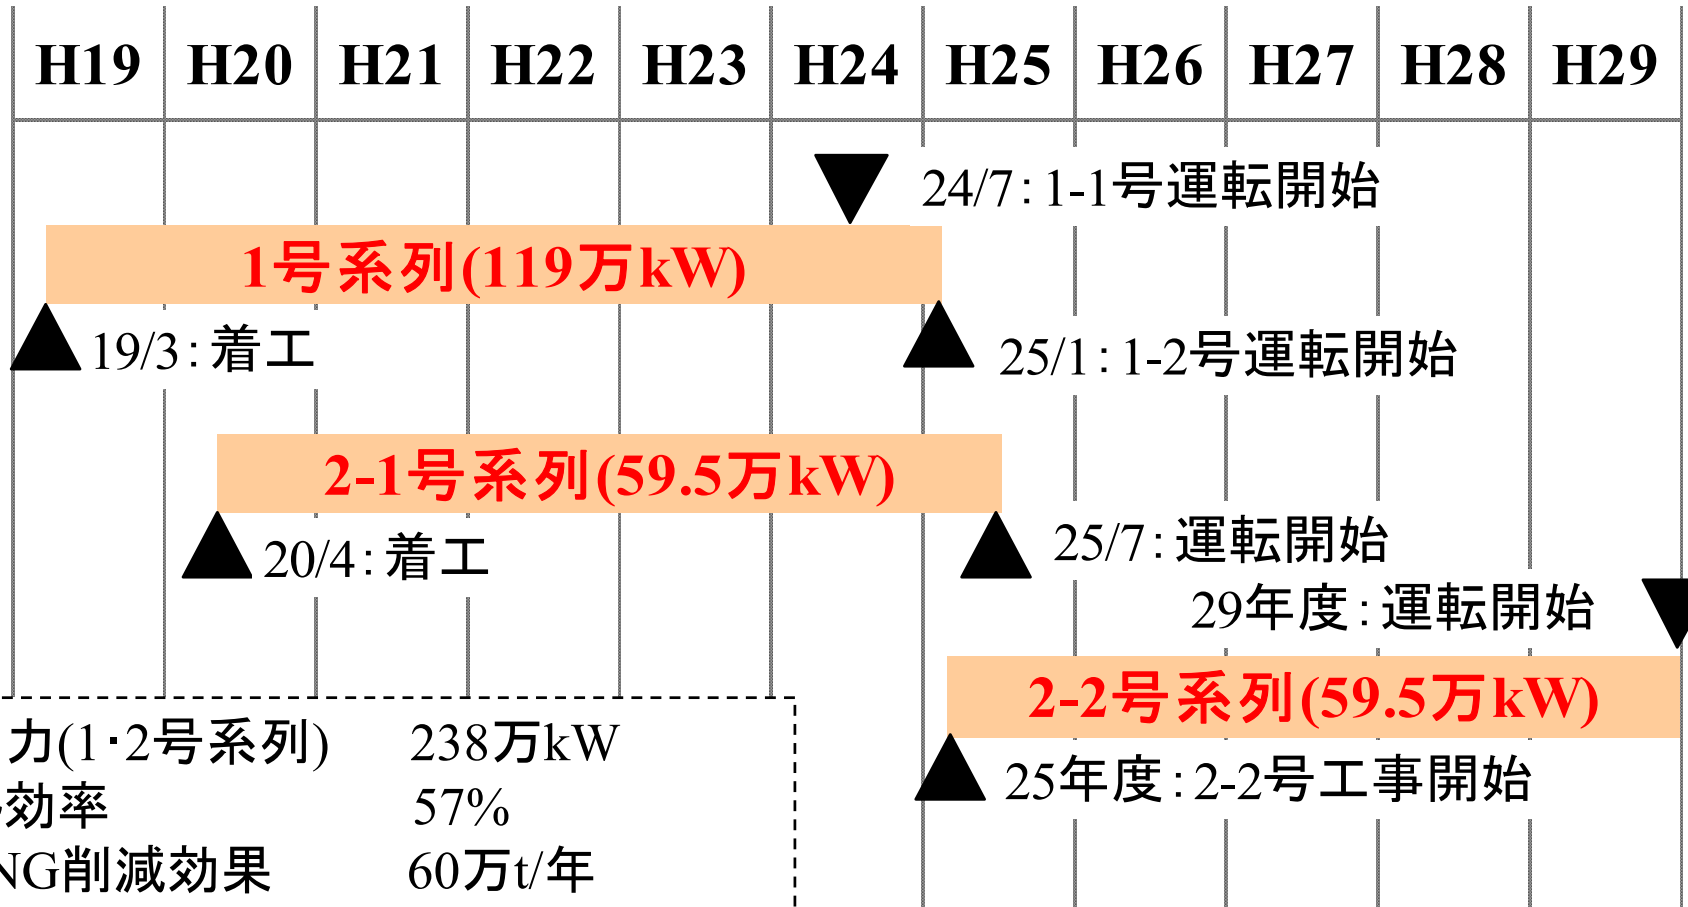 H19 H20 H21 H22 H23 H24 H25 H26 H27 H28 H29
24/7：1-1号運転開始
1号系列(119万kW)
19/3：着工
25/1：1-2号運転開始
2-1号系列(59.5万kW)
20/4：着工
25/7：運転開始
29年度：運転開始
2-2号系列(59.5万kW)
25年度：2-2号工事開始
力(1･2号系列) 238万kW
効率 57%
NG削減効果 60万t/年